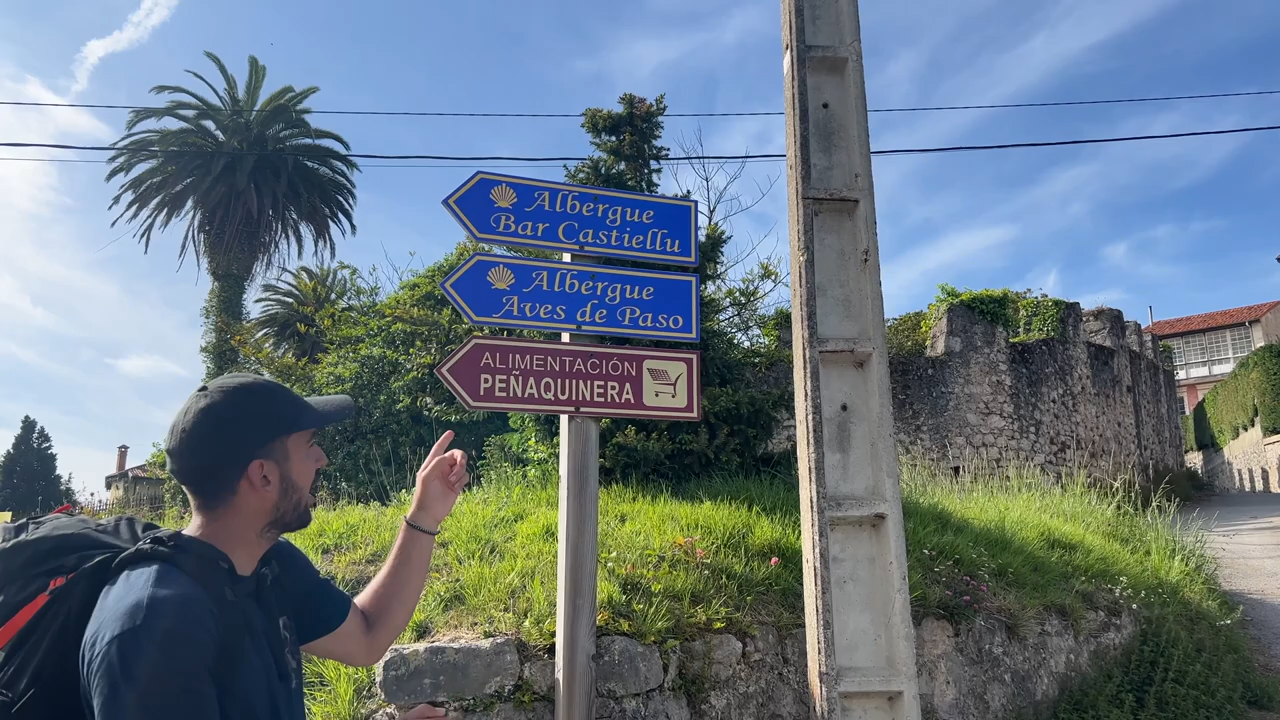 Albergue
Bar Castiellu
Albergue
Aves de Paso
ALIMENTACIÓN
PEÑAQUINERA